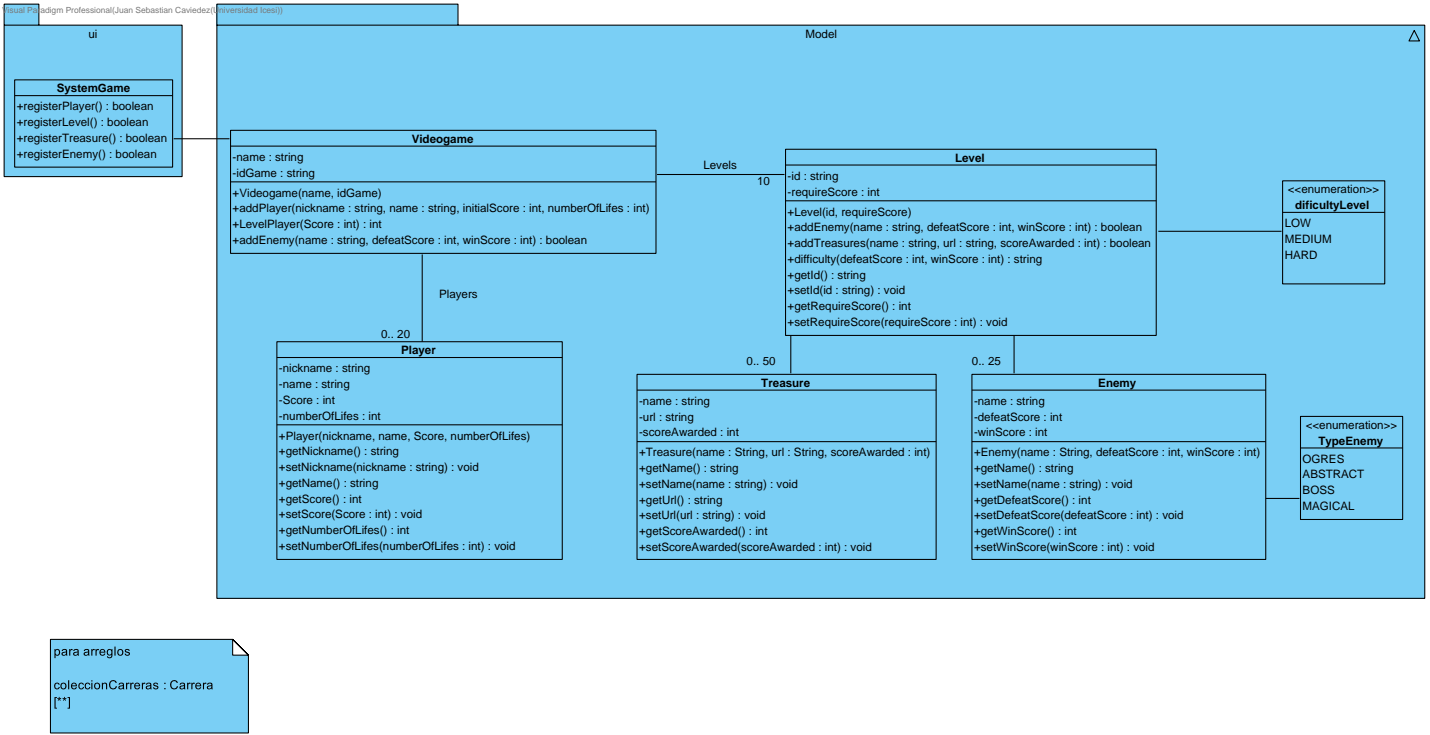 Visual Paradigm Professional(Juan Sebastian Caviedez(Universidad Icesi))
ui
SystemGame
+registerPlayer() : boolean
+registerLevel() : boolean
+registerTreasure() : boolean
+registerEnemy() : boolean
Model
Videogame
-name : string
-idGame : string
+Videogame(name, idGame)
+addPlayer(nickname : string, name : string, initialScore : int, numberOfLifes : int)
+LevelPlayer(Score : int) : int
+addEnemy(name : string, defeatScore : int, winScore : int) : boolean
Levels
10
Level
-id : string
-requireScore : int
+Level(id, requireScore)
+addEnemy(name : string, defeatScore : int, winScore : int) : boolean
+addTreasures(name : string, url : string, scoreAwarded : int) : boolean
+difficulty(defeatScore : int, winScore : int) : string
+getId() : string
+setId(id : string) : void
+getRequireScore() : int
+setRequireScore(requireScore : int) : void
<<enumeration>>
dificultyLevel
LOW
MEDIUM
HARD
Players
0.. 20
Player
-nickname : string
-name : string
-Score : int
-numberOfLifes : int
+Player(nickname, name, Score, numberOfLifes)
+getNickname() : string
+setNickname(nickname : string) : void
+getName() : string
+getScore() : int
+setScore(Score : int) : void
+getNumberOfLifes() : int
+setNumberOfLifes(numberOfLifes : int) : void
0.. 50
Treasure
-name : string
-url : string
-scoreAwarded : int
+Treasure(name : String, url : String, scoreAwarded : int)
+getName() : string
+setName(name : string) : void
+getUrl() : string
+setUrl(url : string) : void
+getScoreAwarded() : int
+setScoreAwarded(scoreAwarded : int) : void
0.. 25
Enemy
-name : string
-defeatScore : int
-winScore : int
+Enemy(name : String, defeatScore : int, winScore : int)
+getName() : string
+setName(name : string) : void
+getDefeatScore() : int
+setDefeatScore(defeatScore : int) : void
+getWinScore() : int
+setWinScore(winScore : int) : void
<<enumeration>>
TypeEnemy
OGRES
ABSTRACT
BOSS
MAGICAL
para arreglos
coleccionCarreras : Carrera
[**]